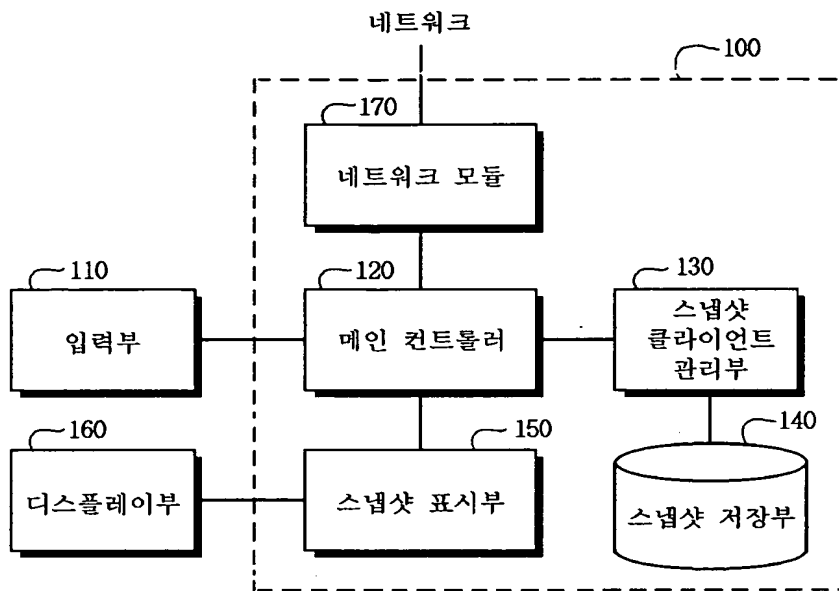 네트워크
100
170
네트워크 모듈
110
120
130
입력부
메인 컨트롤러
스냅샷
클라이언트
관리부
160
150
140
디스플레이부
스냅샷 표시부
스냅샷 저장부